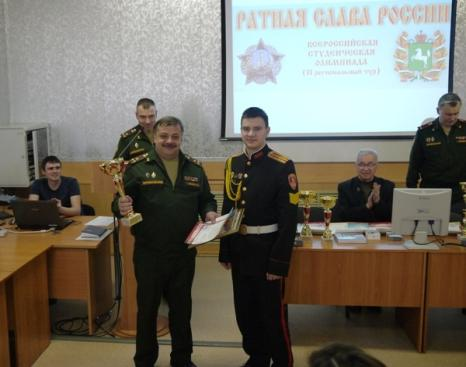 РАТНАЯ СЛАВА РОССИИ
ВСЕРОССИЙСКАЯ
СТУДЕНЧЕСКАЯ
ОЛИМПИАДА
(II региональный тур)